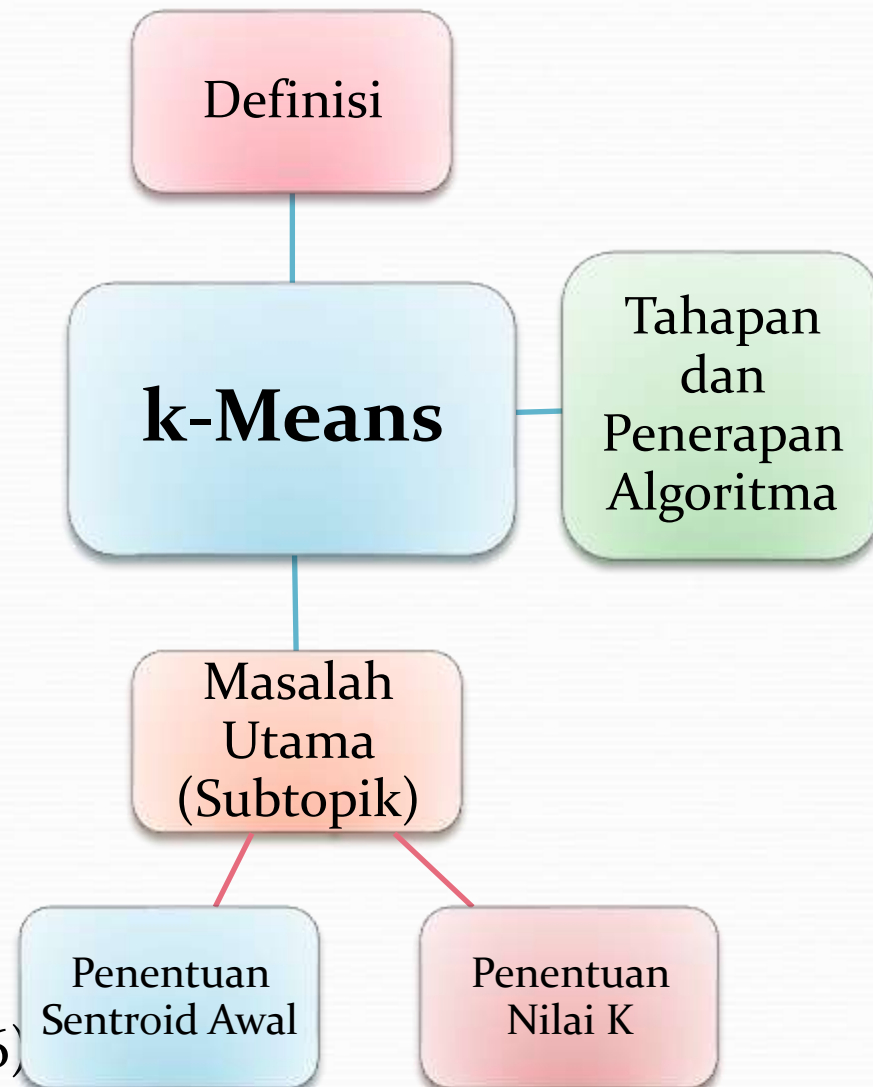 Definisi
k-Means
Tahapan
dan
Penerapan
Algoritma
Masalah
Utama
(Subtopik)
Penentuan
Sentroid Awal
Penentuan
Nilai K